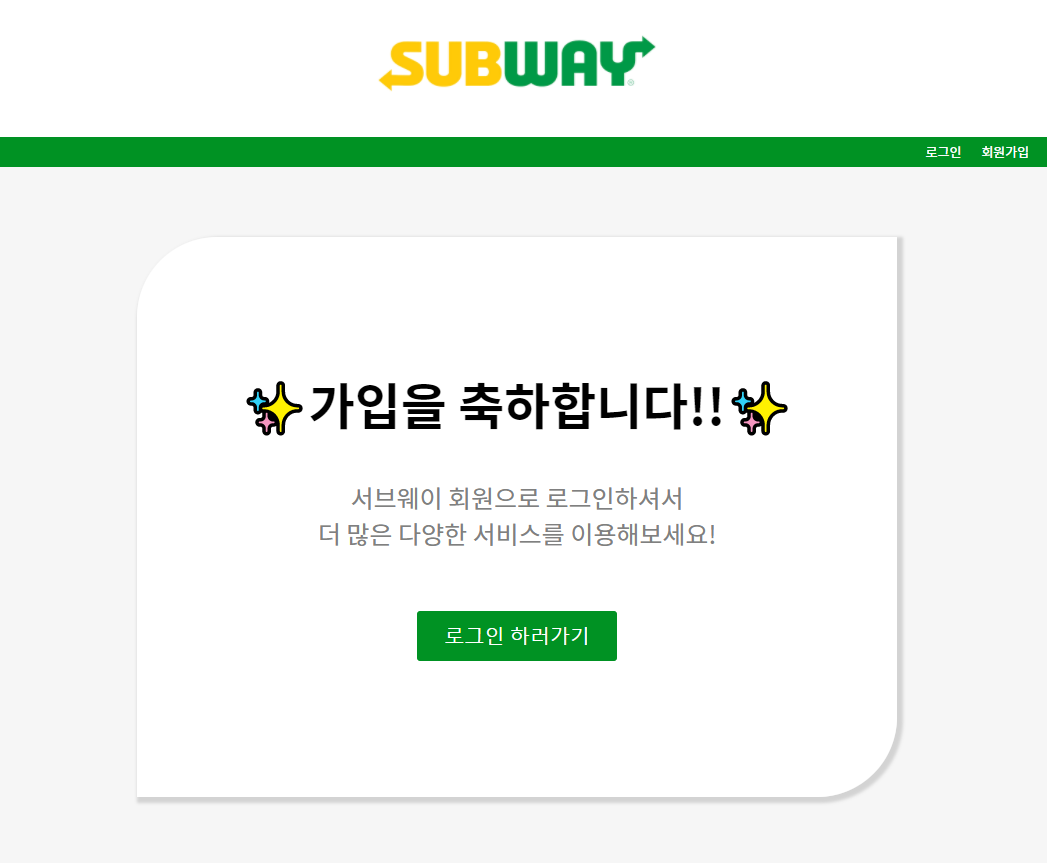 SUBWAY
로그인 회원가입
가입을 축하합니다!!
서브웨이 회원으로 로그인하셔서
더 많은 다양한 서비스를 이용해보세요!
로그인 하러가기